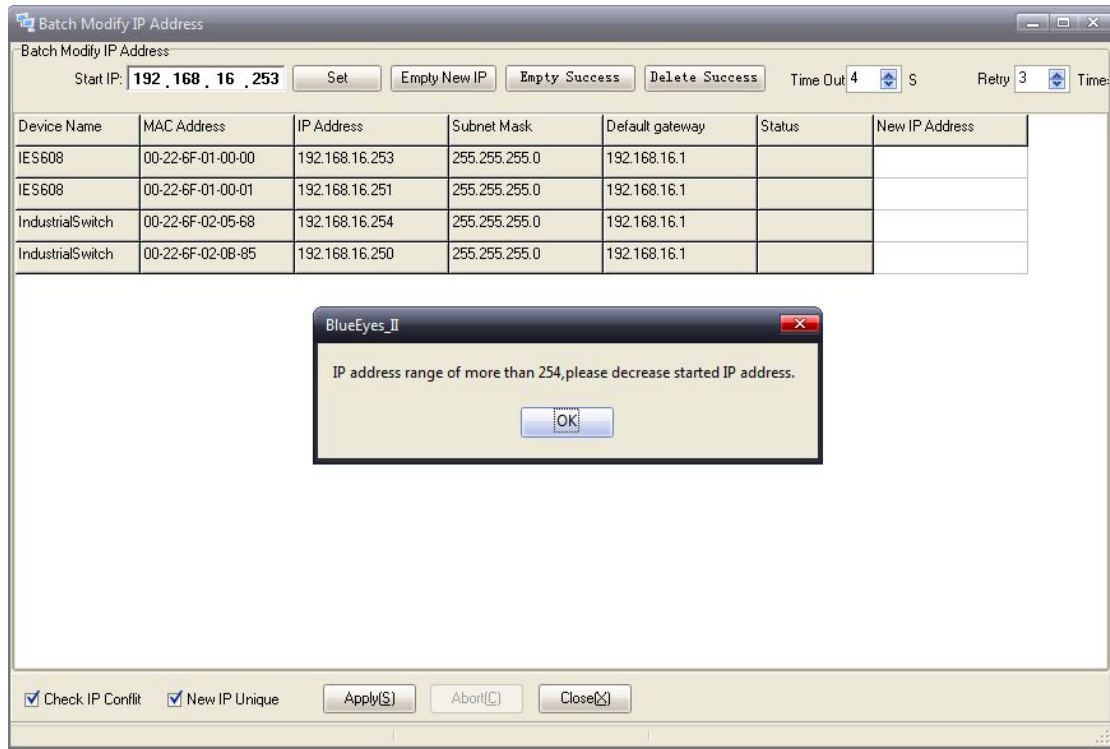 Batch Modify IP Address
Batch Modify IP Address
Start IP: 192 . 168 . 16 . 253 Set Empty New IP Empty Success Delete Success Time Out 4 S Retry 3 Time:
Device Name MAC Address IP Address Subnet Mask Default gateway Status New IP Address
IES608 00-22-6F-01-00-00 192.168.16.253 255.255.255.0 192.168.16.1
IES608 00-22-6F-01-00-01 192.168.16.251 255.255.255.0 192.168.16.1
IndustrialSwitch 00-22-6F-02-05-68 192.168.16.254 255.255.255.0 192.168.16.1
IndustrialSwitch 00-22-6F-02-0B-85 192.168.16.250 255.255.255.0 192.168.16.1
BlueEyes_II
IP address range of more than 254,please decrease started IP address.
OK
Check IP Conflit New IP Unique Apply(S) Abort(C) Close(X)